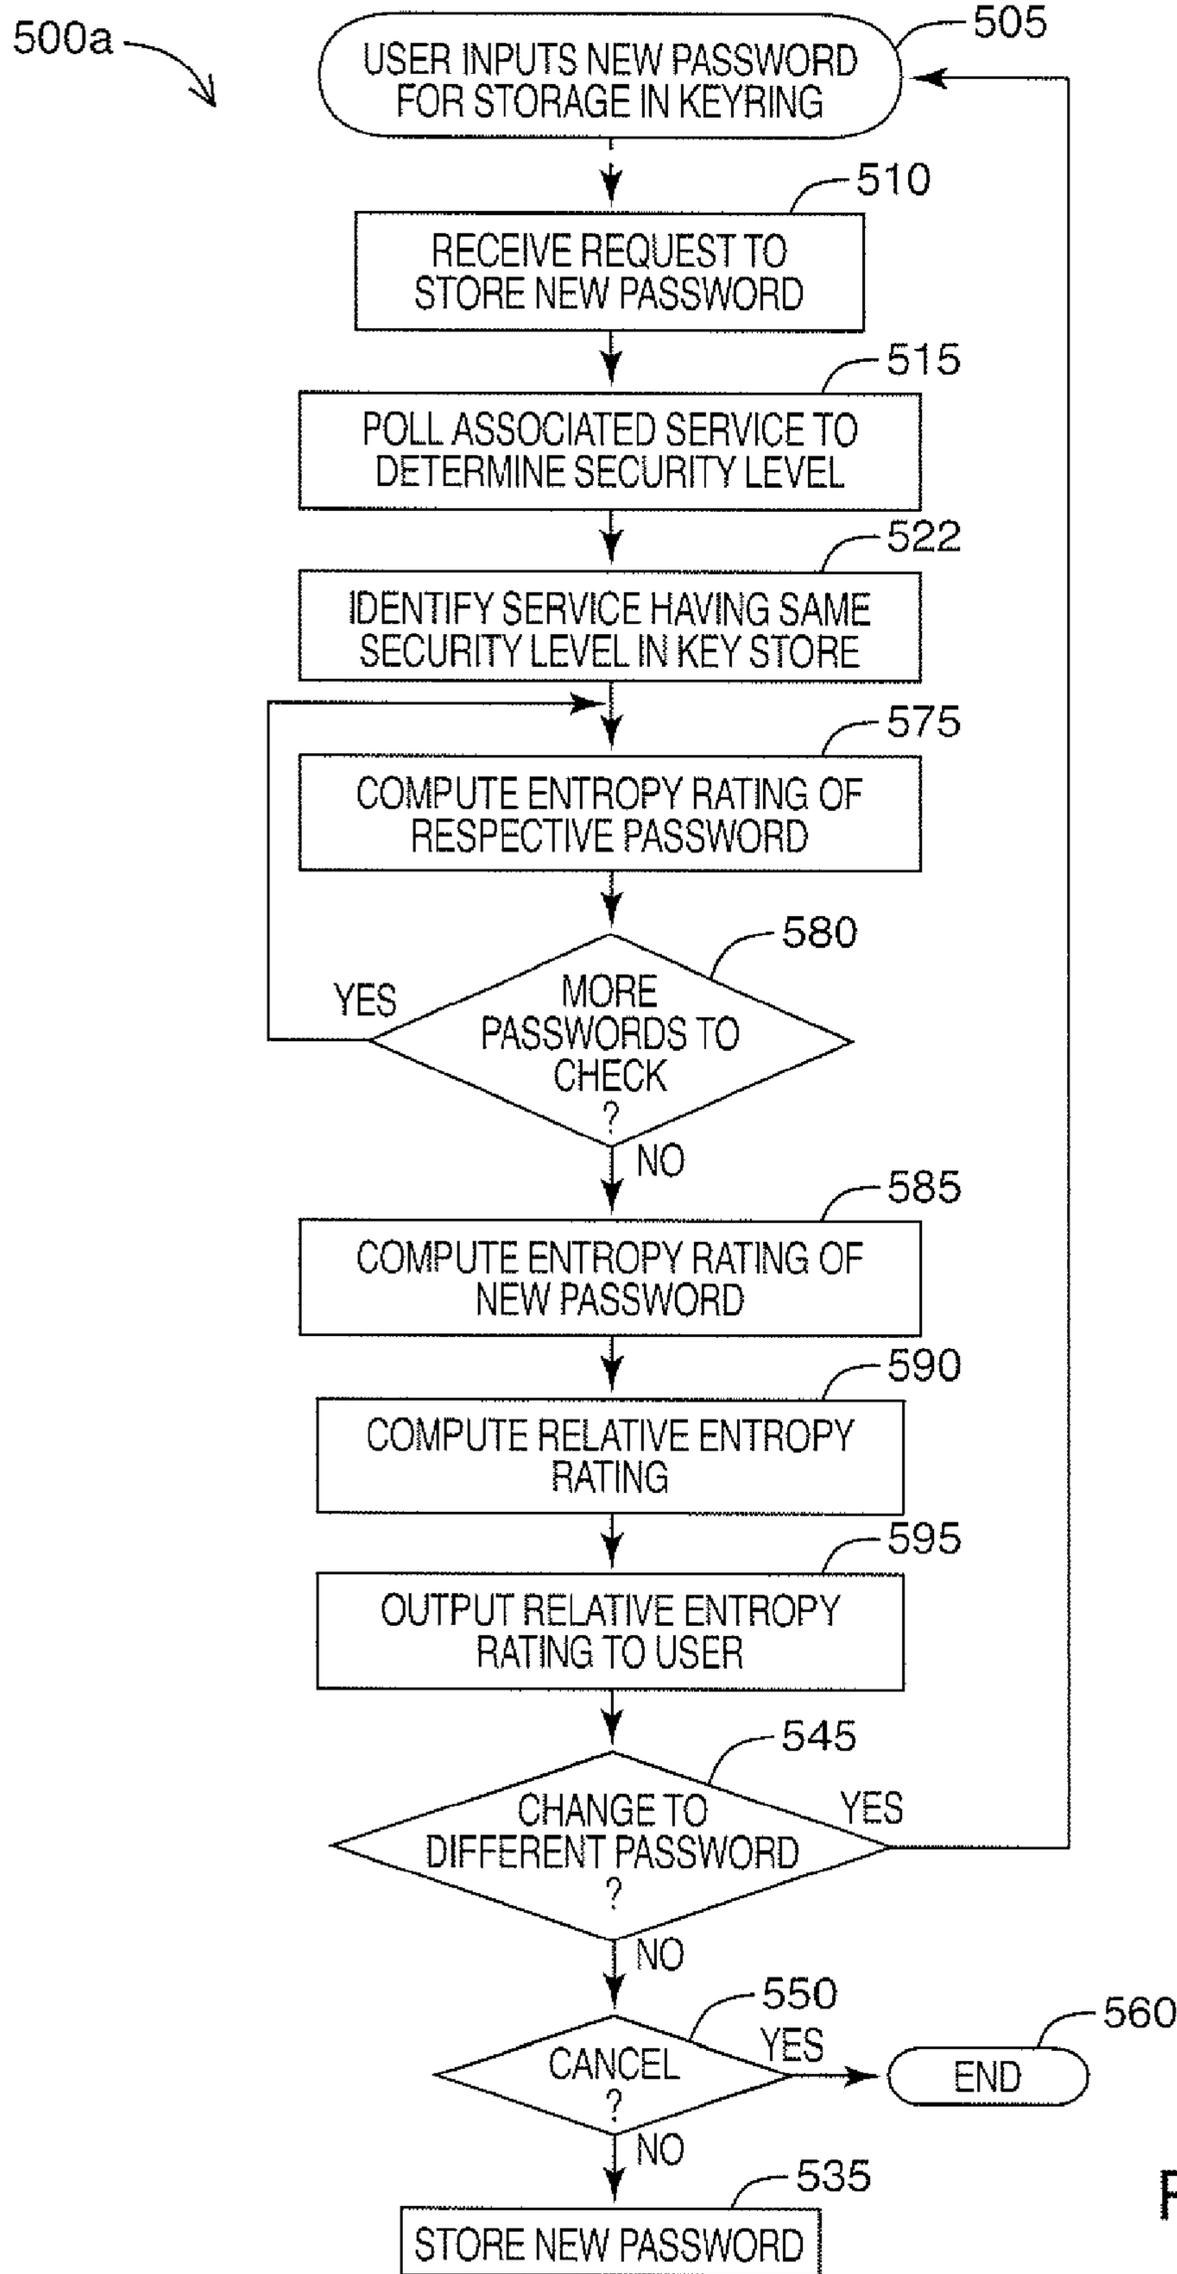 500a
505
USER INPUTS NEW PASSWORD
FOR STORAGE IN KEYRING
510
RECEIVE REQUEST TO
STORE NEW PASSWORD
515
POLL ASSOCIATED SERVICE TO
DETERMINE SECURITY LEVEL
522
IDENTIFY SERVICE HAVING SAME
SECURITY LEVEL IN KEY STORE
575
COMPUTE ENTROPY RATING OF
RESPECTIVE PASSWORD
580
YES
MORE
PASSWORDS TO
CHECK
?
NO
585
COMPUTE ENTROPY RATING OF
NEW PASSWORD
590
COMPUTE RELATIVE ENTROPY
RATING
595
OUTPUT RELATIVE ENTROPY
RATING TO USER
545
CHANGE TO
DIFFERENT PASSWORD
?
YES
NO
550
CANCEL
?
YES
560
END
NO
535
STORE NEW PASSWORD